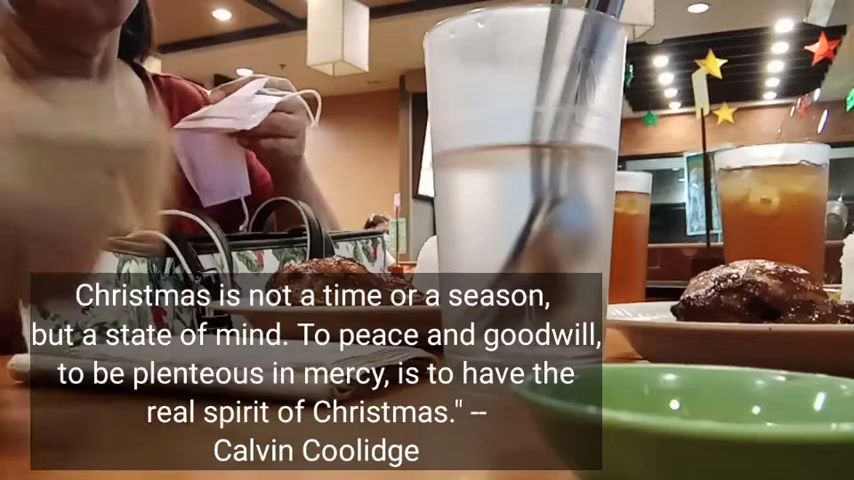 Christmas is not a time or a season,
but a state of mind. To peace and goodwill,
to be plenteous in mercy, is to have the
real spirit of Christmas." --
Calvin Coolidge